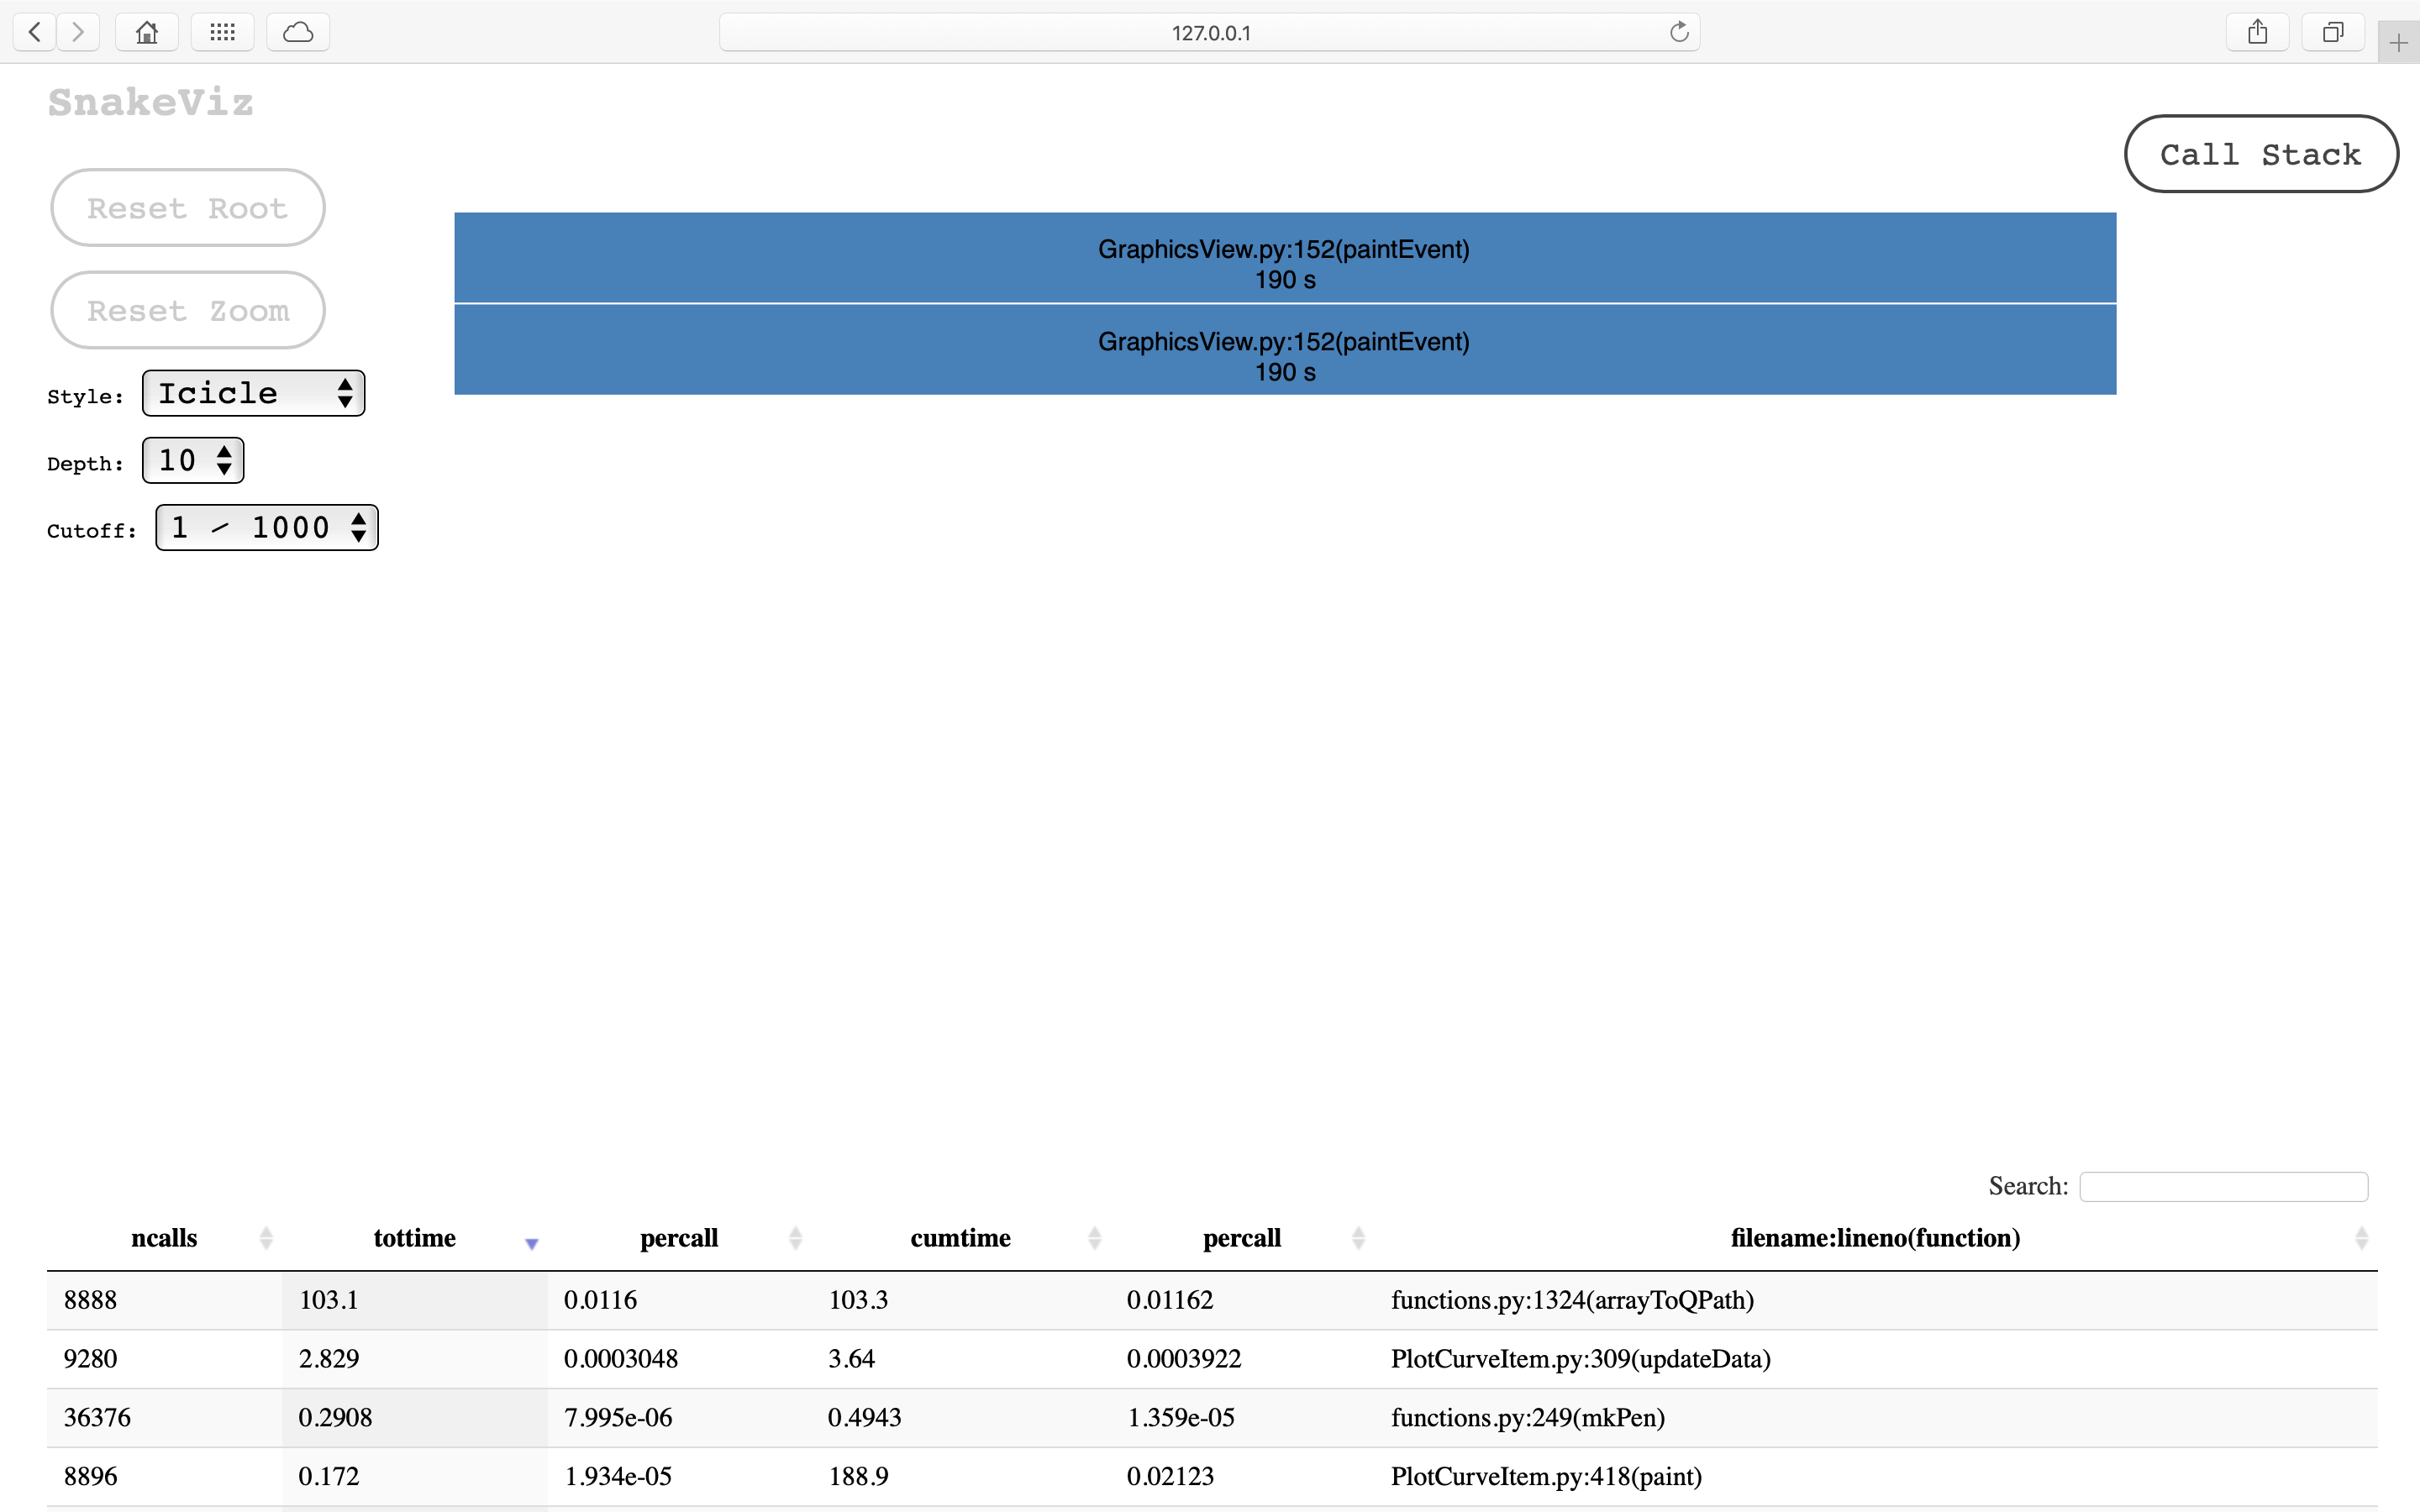 127.0.0.1
SnakeViz
Call Stack
Reset Root
Reset Zoom
Style: Icicle
Depth: 10
Cutoff: 1 / 1000
GraphicsView.py:152(paintEvent)
190 s
GraphicsView.py:152(paintEvent)
190 s
Search:
ncalls tottime percall cumtime percall filename:lineno(function)
8888 103.1 0.0116 103.3 0.01162 functions.py:1324(arrayToQPath)
9280 2.829 0.0003048 3.64 0.0003922 PlotCurveItem.py:309(updateData)
36376 0.2908 7.995e-06 0.4943 1.359e-05 functions.py:249(mkPen)
8896 0.172 1.934e-05 188.9 0.02123 PlotCurveItem.py:418(paint)